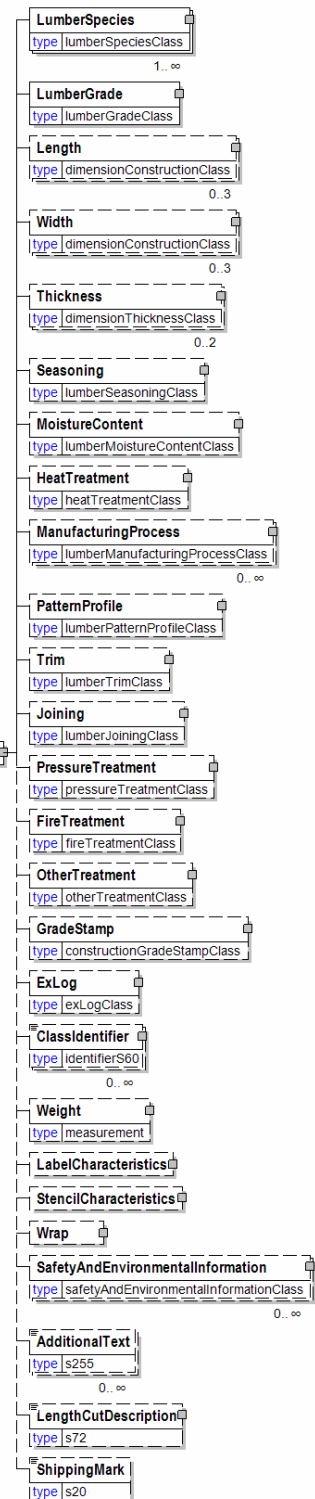 LumberSpecies
type lumberSpeciesClass
1.. ∞
LumberGrade
type lumberGradeClass
Length
type dimensionConstructionClass
0..3
Width
type dimensionConstructionClass
0..3
Thickness
type dimensionThicknessClass
0..2
Seasoning
type lumberSeasoningClass
MoistureContent
type lumberMoistureContentClass
HeatTreatment
type heatTreatmentClass
ManufacturingProcess
type lumberManufacturingProcessClass
0.. ∞
PatternProfile
type lumberPatternProfileClass
Trim
type lumberTrimClass
Joining
type lumberJoiningClass
PressureTreatment
type pressureTreatmentClass
FireTreatment
type fireTreatmentClass
OtherTreatment
type otherTreatmentClass
GradeStamp
type constructionGradeStampClass
ExLog
type exLogClass
ClassIdentifier
type identifierS60
0.. ∞
Weight
type measurement
LabelCharacteristics
StencilCharacteristics
Wrap
SafetyAndEnvironmentalInformation
type safetyAndEnvironmentalInformationClass
0.. ∞
AdditionalText
type s255
0.. ∞
LengthCutDescription
type s72
ShippingMark
type s20